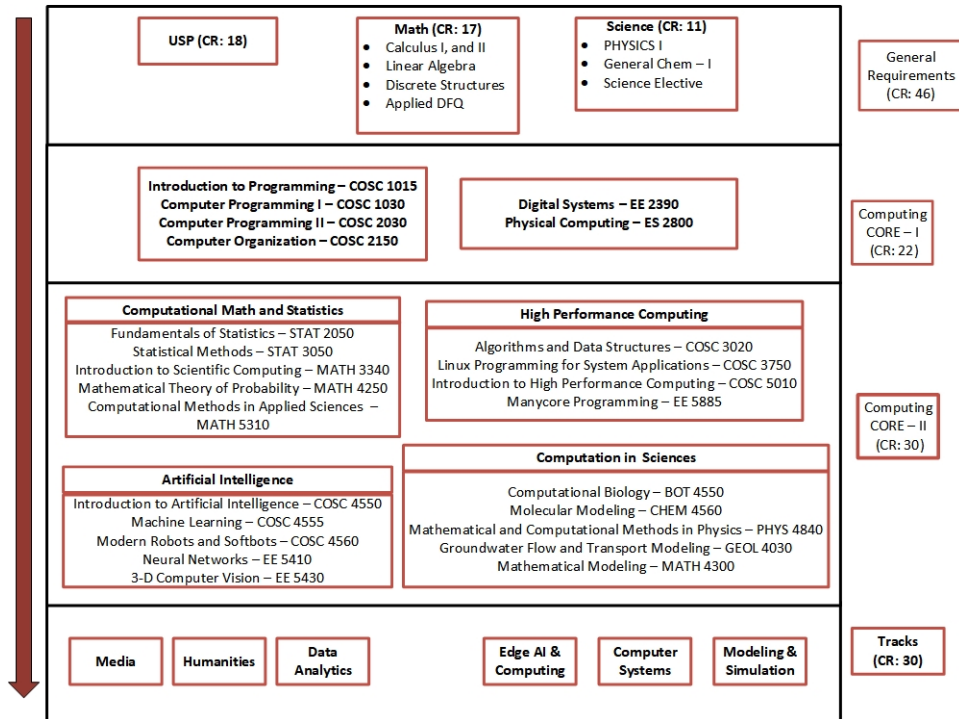 USP (CR: 18)
Math (CR: 17)
• Calculus I, and II
• Linear Algebra
• Discrete Structures
• Applied DFQ
Science (CR: 11)
• PHYSICS I
• General Chem – I
• Science Elective
General
Requirements
(CR: 46)
Introduction to Programming – COSC 1015
Computer Programming I – COSC 1030
Computer Programming II – COSC 2030
Computer Organization – COSC 2150
Digital Systems – EE 2390
Physical Computing – ES 2800
Computing
CORE – I
(CR: 22)
Computational Math and Statistics
Fundamentals of Statistics – STAT 2050
Statistical Methods – STAT 3050
Introduction to Scientific Computing – MATH 3340
Mathematical Theory of Probability – MATH 4250
Computational Methods in Applied Sciences –
MATH 5310
High Performance Computing
Algorithms and Data Structures – COSC 3020
Linux Programming for System Applications – COSC 3750
Introduction to High Performance Computing – COSC 5010
Manycore Programming – EE 5885
Artificial Intelligence
Introduction to Artificial Intelligence – COSC 4550
Machine Learning – COSC 4555
Modern Robots and Softbots – COSC 4560
Neural Networks – EE 5410
3-D Computer Vision – EE 5430
Computation in Sciences
Computational Biology – BOT 4550
Molecular Modeling – CHEM 4560
Mathematical and Computational Methods in Physics – PHYS 4840
Groundwater Flow and Transport Modeling – GEOL 4030
Mathematical Modeling – MATH 4300
Computing
CORE – II
(CR: 30)
Media
Humanities
Data
Analytics
Edge AI &
Computing
Computer
Systems
Modeling &
Simulation
Tracks
(CR: 30)